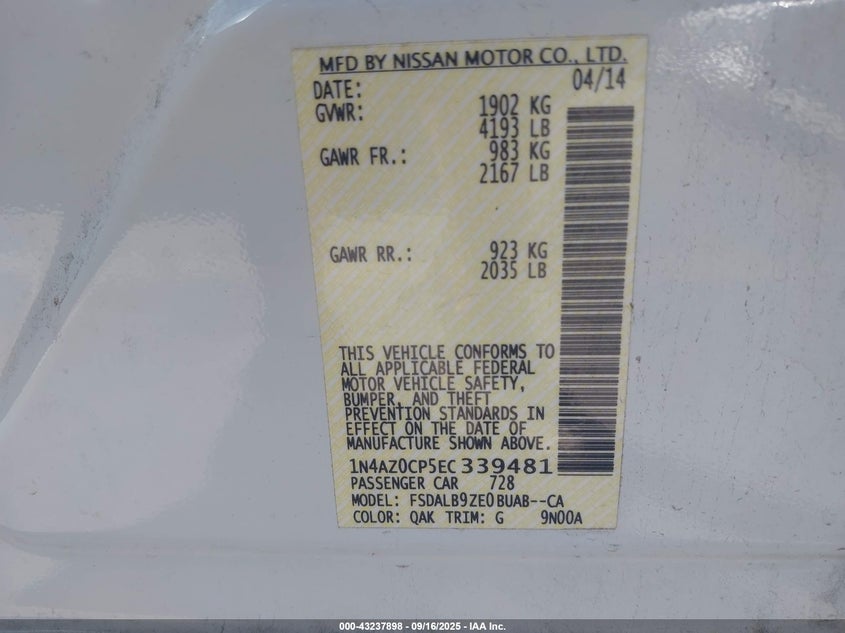 MFD BY NISSAN MOTOR CO., LTD.
DATE: 04/14
GVWR: 1902 KG
4193 LB
GAWR FR.: 983 KG
2167 LB
GAWR RR.: 923 KG
2035 LB
THIS VEHICLE CONFORMS TO
ALL APPLICABLE FEDERAL
MOTOR VEHICLE SAFETY,
BUMPER, AND THEFT
PREVENTION STANDARDS IN
EFFECT ON THE DATE OF
MANUFACTURE SHOWN ABOVE.
1N4AZ0CP5EC339481
PASSENGER CAR 728
MODEL: FSDALB9ZE0BUAB--CA
COLOR: QAK TRIM: G 9N00A
000-43237898 - 09/16/2025 - IAA Inc.